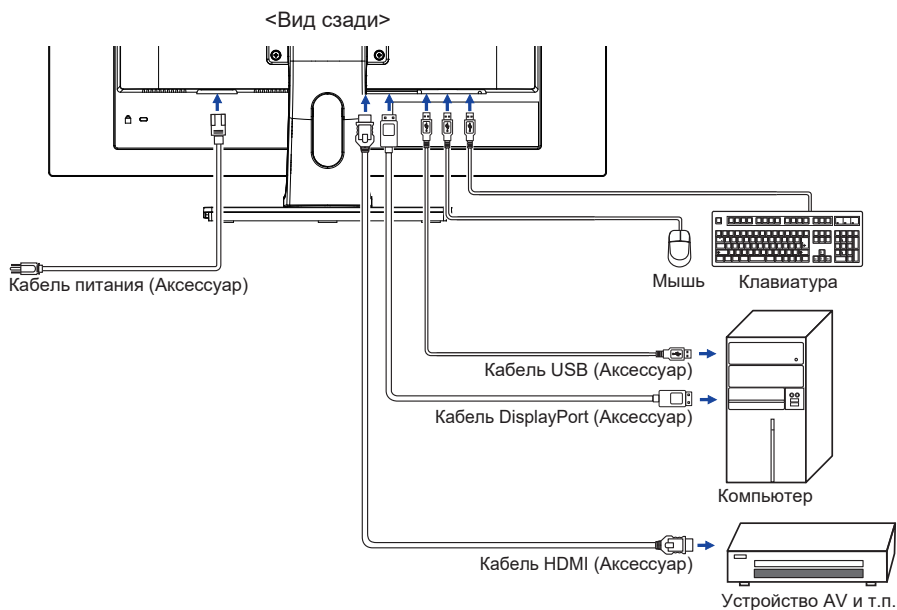 <Вид сзади>
Кабель питания (Аксессуар)
Мышь
Клавиатура
Кабель USB (Аксессуар)
Кабель DisplayPort (Аксессуар)
Компьютер
Кабель HDMI (Аксессуар)
Устройство AV и т.п.